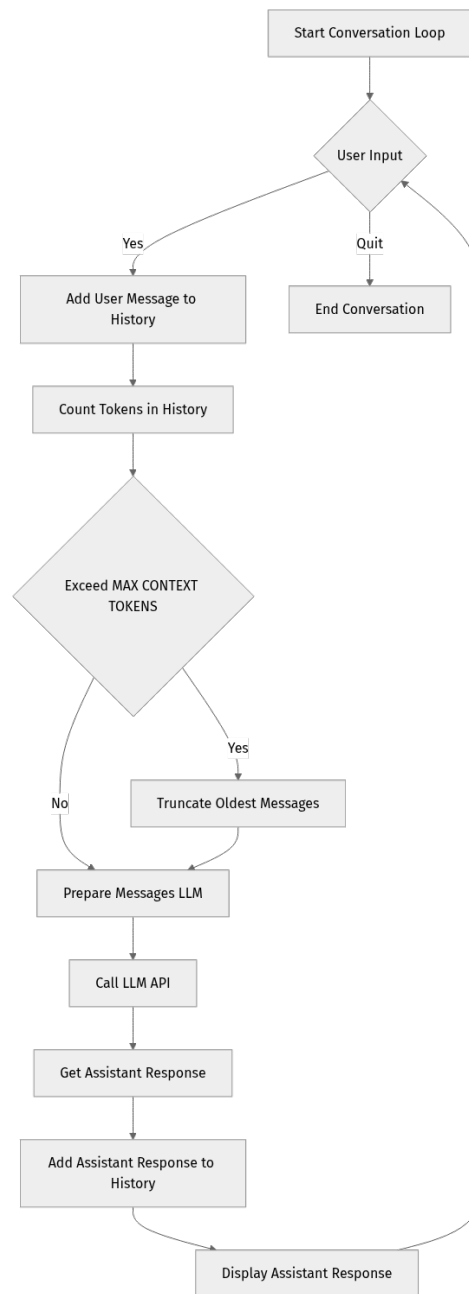 Start Conversation Loop
User Input
Yes
Quit
Add User Message to
History
End Conversation
Count Tokens in History
Exceed MAX CONTEXT
TOKENS
Yes
No
Truncate Oldest Messages
Prepare Messages LLM
Call LLM API
Get Assistant Response
Add Assistant Response to
History
Display Assistant Response